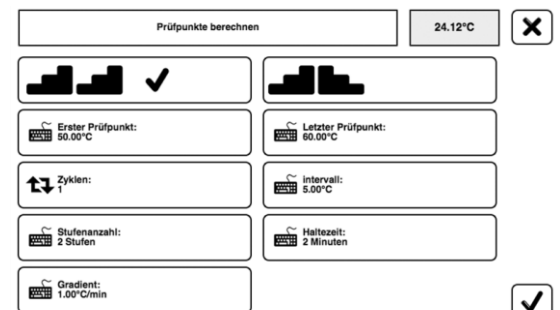 Prüfpunkte berechnen
24.12°C
Erster Prüfpunkt:
50.00°C
Letzter Prüfpunkt:
60.00°C
Zyklen:
1
intervall:
5.00°C
Stufenanzahl:
2 Stufen
Haltezeit:
2 Minuten
Gradient:
1.00°C/min